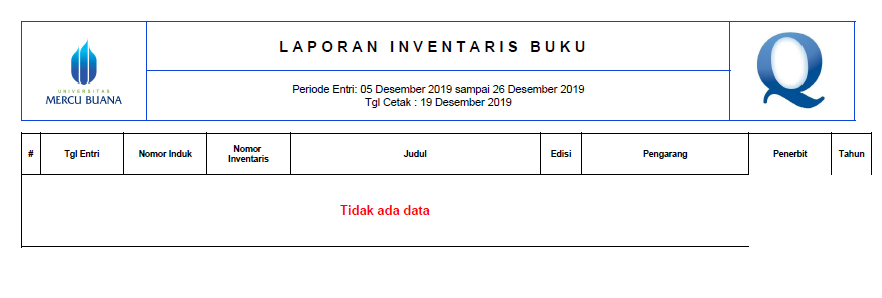 UNIVERSITAS
MERCU BUANA
LAPORAN INVENTARIS BUKU
Periode Entri: 05 Desember 2019 sampai 26 Desember 2019
Tgl Cetak : 19 Desember 2019
Q
# Tgl Entri Nomor Induk Nomor Inventaris Judul Edisi Pengarang Penerbit Tahun
Tidak ada data